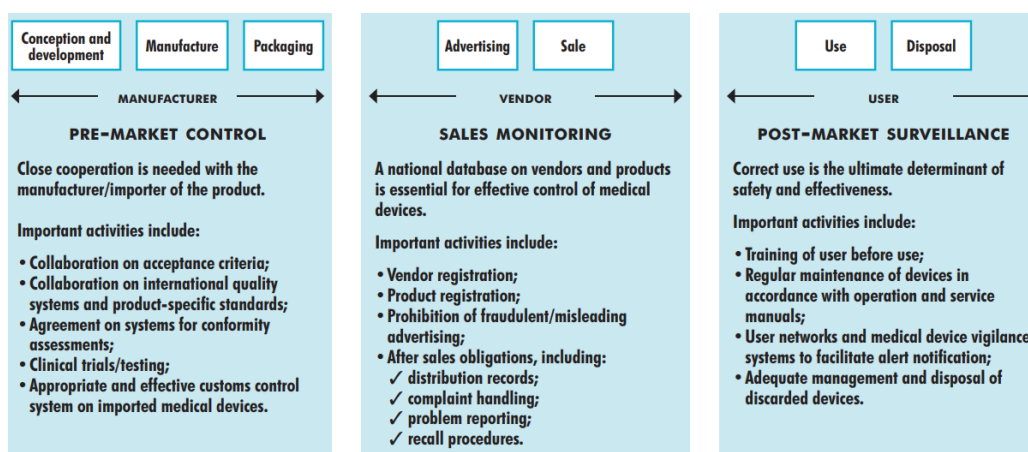 Conception and
development
Manufacture
Packaging
MANUFACTURER
PRE-MARKET CONTROL
Close cooperation is needed with the
manufacturer/importer of the product.
Important activities include:
• Collaboration on acceptance criteria;
• Collaboration on international quality
systems and product-specific standards;
• Agreement on systems for conformity
assessments;
• Clinical trials/testing;
• Appropriate and effective customs control
system on imported medical devices.
Advertising
Sale
VENDOR
SALES MONITORING
A national database on vendors and products
is essential for effective control of medical
devices.
Important activities include:
• Vendor registration;
• Product registration;
• Prohibition of fraudulent/misleading
advertising;
• After sales obligations, including:
✓ distribution records;
✓ complaint handling;
✓ problem reporting;
✓ recall procedures.
Use
Disposal
USER
POST-MARKET SURVEILLANCE
Correct use is the ultimate determinant of
safety and effectiveness.
Important activities include:
• Training of user before use;
• Regular maintenance of devices in
accordance with operation and service
manuals;
• User networks and medical device vigilance
systems to facilitate alert notification;
• Adequate management and disposal of
discarded devices.